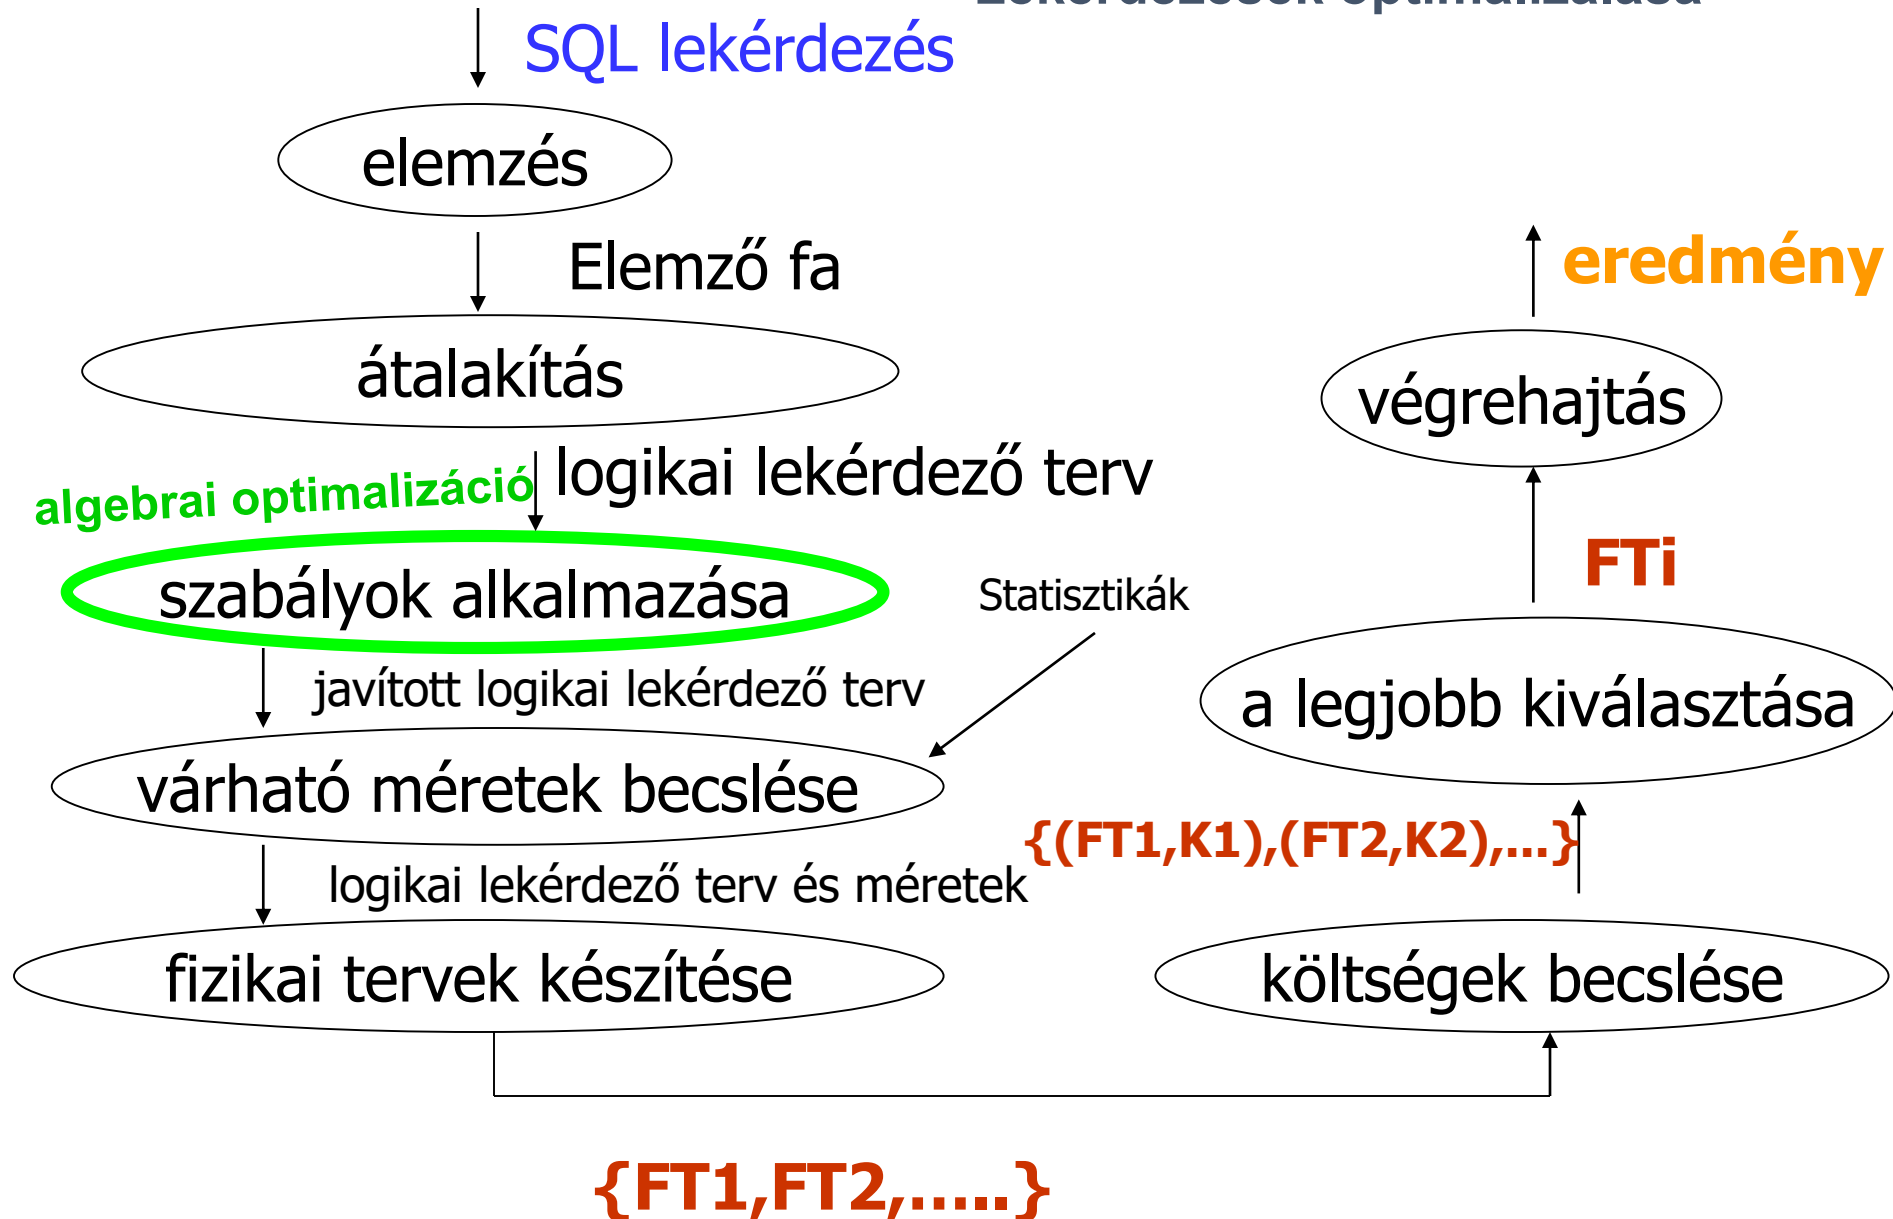 Lekérdezések optimalizálása
SQL lekérdezés
elemzés
Elemző fa
átalakítás
logikai lekérdező terv
algebrai optimalizáció
szabályok alkalmazása
Statisztikák
javított logikai lekérdező terv
várható méretek becslése
logikai lekérdező terv és méretek
fizikai tervek készítése
{FT1,FT2,.....}
költségek becslése
{(FT1,K1),(FT2,K2),...}
a legjobb kiválasztása
FTi
végrehajtás
eredmény